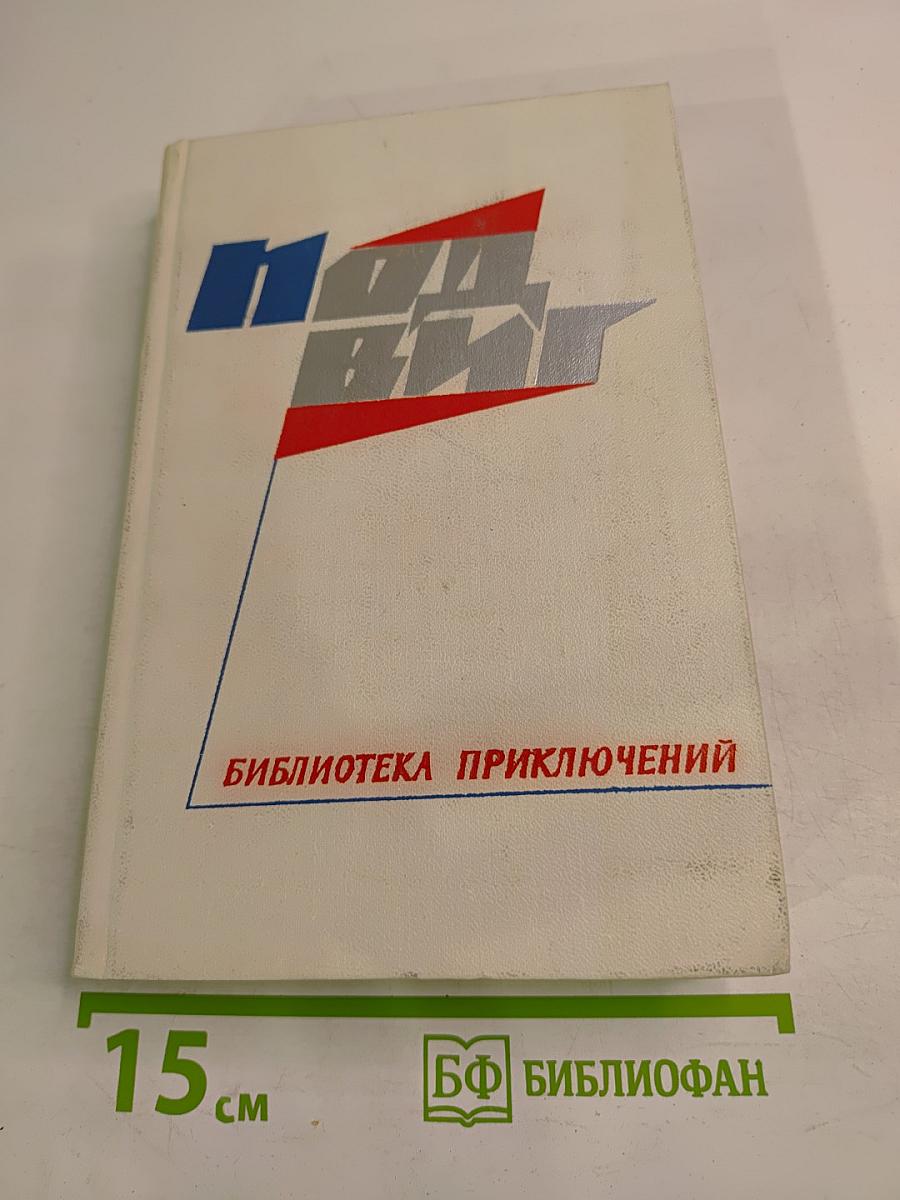 ПОД
ВИГ
БИБЛИОТЕКА ПРИКЛЮЧЕНИЙ
15 см
БФ БИБЛИОФАН